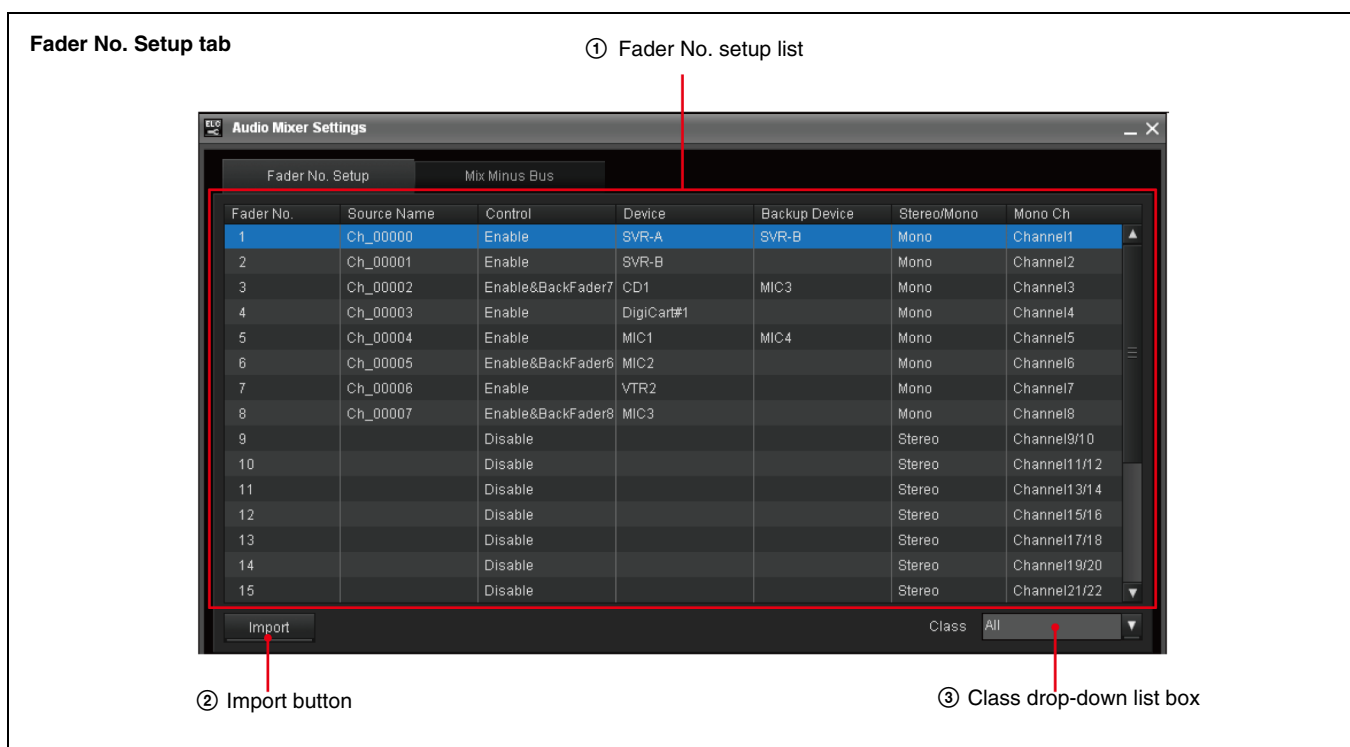 Fader No. Setup tab
① Fader No. setup list
ELC Audio Mixer Settings
Fader No. Setup Mix Minus Bus
Fader No. Source Name Control Device Backup Device Stereo/Mono Mono Ch
1 Ch_00000 Enable SVR-A SVR-B Mono Channel1
2 Ch_00001 Enable SVR-B Mono Channel2
3 Ch_00002 Enable&BackFader7 CD1 MIC3 Mono Channel3
4 Ch_00003 Enable DigiCart#1 Mono Channel4
5 Ch_00004 Enable MIC1 MIC4 Mono Channel5
6 Ch_00005 Enable&BackFader6 MIC2 Mono Channel6
7 Ch_00006 Enable VTR2 Mono Channel7
8 Ch_00007 Enable&BackFader8 MIC3 Mono Channel8
9 Disable Stereo Channel9/10
10 Disable Stereo Channel11/12
11 Disable Stereo Channel13/14
12 Disable Stereo Channel15/16
13 Disable Stereo Channel17/18
14 Disable Stereo Channel19/20
15 Disable Stereo Channel21/22
Import Class All
② Import button ③ Class drop-down list box